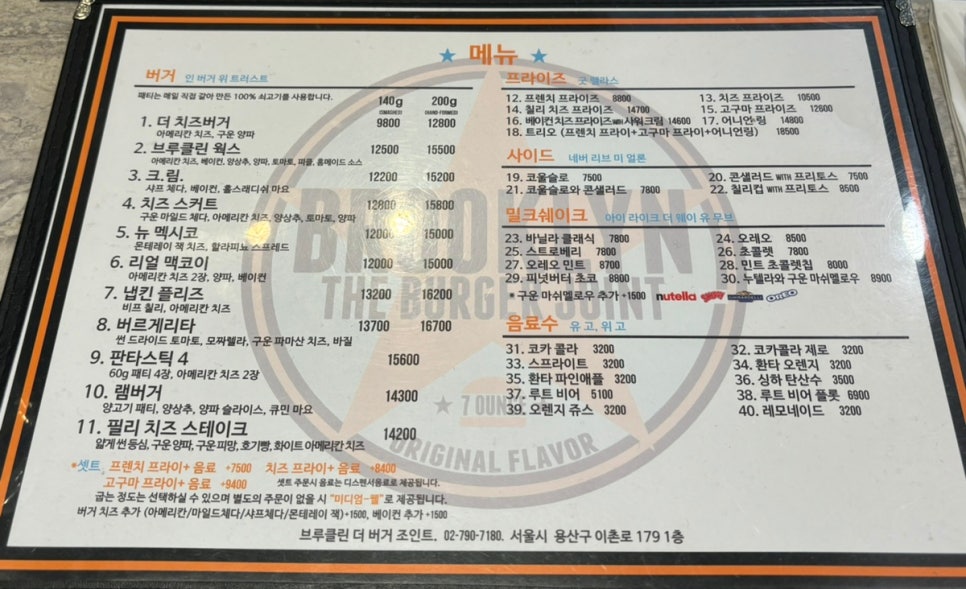 ★ 메뉴 ★
버거 인 버거 위 트러스트
패티는 매일 직접 갈아 만든 100% 쇠고기를 사용합니다.
140g 200g
1. 더 치즈버거 9800 12800
아메리칸 치즈, 구운 양파
2. 브루클린 웍스 12500 15500
아메리칸 치즈, 베이컨, 양상추, 양파, 토마토, 피클, 홈메이드 소스
3. 크.림. 12200 15200
샤프 체다, 베이컨, 홀스래디쉬 마요
4. 치즈 스커트 12800 15800
구운 마일드 체다, 아메리칸 치즈, 양상추, 토마토, 양파
5. 뉴 멕시코 12000 15000
몬테레이 잭 치즈, 할라피뇨 스프레드
6. 리얼 맥코이 12000 15000
아메리칸 치즈 2장, 양파, 베이컨
7. 냅킨 플리즈 13200 16200
비프 칠리, 아메리칸 치즈
8. 버르게리타 13700 16700
썬 드라이드 토마토, 모짜렐라, 구운 파마산 치즈, 바질
9. 판타스틱 4 15600
60g 패티 4장, 아메리칸 치즈 2장
10. 램버거 14300
양고기 패티, 양상추, 양파 슬라이스, 큐민 마요
11. 필리 치즈 스테이크 14200
얇게 썬 등심, 구운 양파, 구운 피망, 호기빵, 화이트 아메리칸 치즈
*셋트 프렌치 프라이+ 음료 +7500 치즈 프라이+ 음료 +8400
고구마 프라이+ 음료 +9400 셋트 주문시 음료는 디스펜서음료로 제공됩니다.
굽는 정도는 선택하실 수 있으며 별도의 주문이 없을 시 "미디엄-웰"로 제공됩니다.
버거 치즈 추가 (아메리칸/마일드체다/샤프체다/몬테레이 잭)+1500, 베이컨 추가 +1500
프라이즈 굿 펠라스
12. 프렌치 프라이즈 8800 13. 치즈 프라이즈 10500
14. 칠리 치즈 프라이즈 14700 15. 고구마 프라이즈 12600
16. 베이컨 치즈 프라이즈 WITH 사워크림 14600 17. 어니언 링 14800
18. 트리오 (프렌치 프라이+고구마 프라이+어니언링) 18500
사이드 네버 리브 미 얼론
19. 코울슬로 7500 20. 콘샐러드 WITH 프리토스 7500
21. 코울슬로와 콘샐러드 7800 22. 칠리컵 WITH 프리토스 8500
밀크쉐이크 아이 라이크 더 웨이 유 무브
23. 바닐라 클래식 7800 24. 오레오 8500
25. 스트로베리 7800 26. 초콜렛 7800
27. 오레오 민트 8700 28. 민트 초콜렛칩 8000
29. 피넛버터 초코 8800 30. 누텔라와 구운 마쉬멜로우 8900
*구운 마쉬멜로우 추가 +1500 nutella OREO
음료수 유 고, 위 고
31. 코카 콜라 3200 32. 코카콜라 제로 3200
33. 스프라이트 3200 34. 환타 오렌지 3200
35. 환타 파인애플 3200 36. 싱하 탄산수 3500
37. 루트 비어 5100 38. 루트 비어 플롯 6900
39. 오렌지 쥬스 3200 40. 레모네이드 3200
BROOKLYN
THE BURGER JOINT
★ 7 OUNCE
ORIGINAL FLAVOR
브루클린 더 버거 조인트. 02-790-7180. 서울시 용산구 이촌로 179 1층